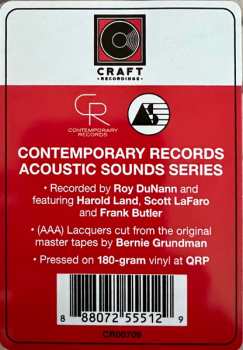 CRAFT
RECORDINGS
CR
CONTEMPORARY
RECORDS
AS
CONTEMPORARY RECORDS
ACOUSTIC SOUNDS SERIES
• Recorded by Roy DuNann and
featuring Harold Land, Scott LaFaro
and Frank Butler
• (AAA) Lacquers cut from the original
master tapes by Bernie Grundman
• Pressed on 180-gram vinyl at QRP
8 88072 55512 9
CR00709